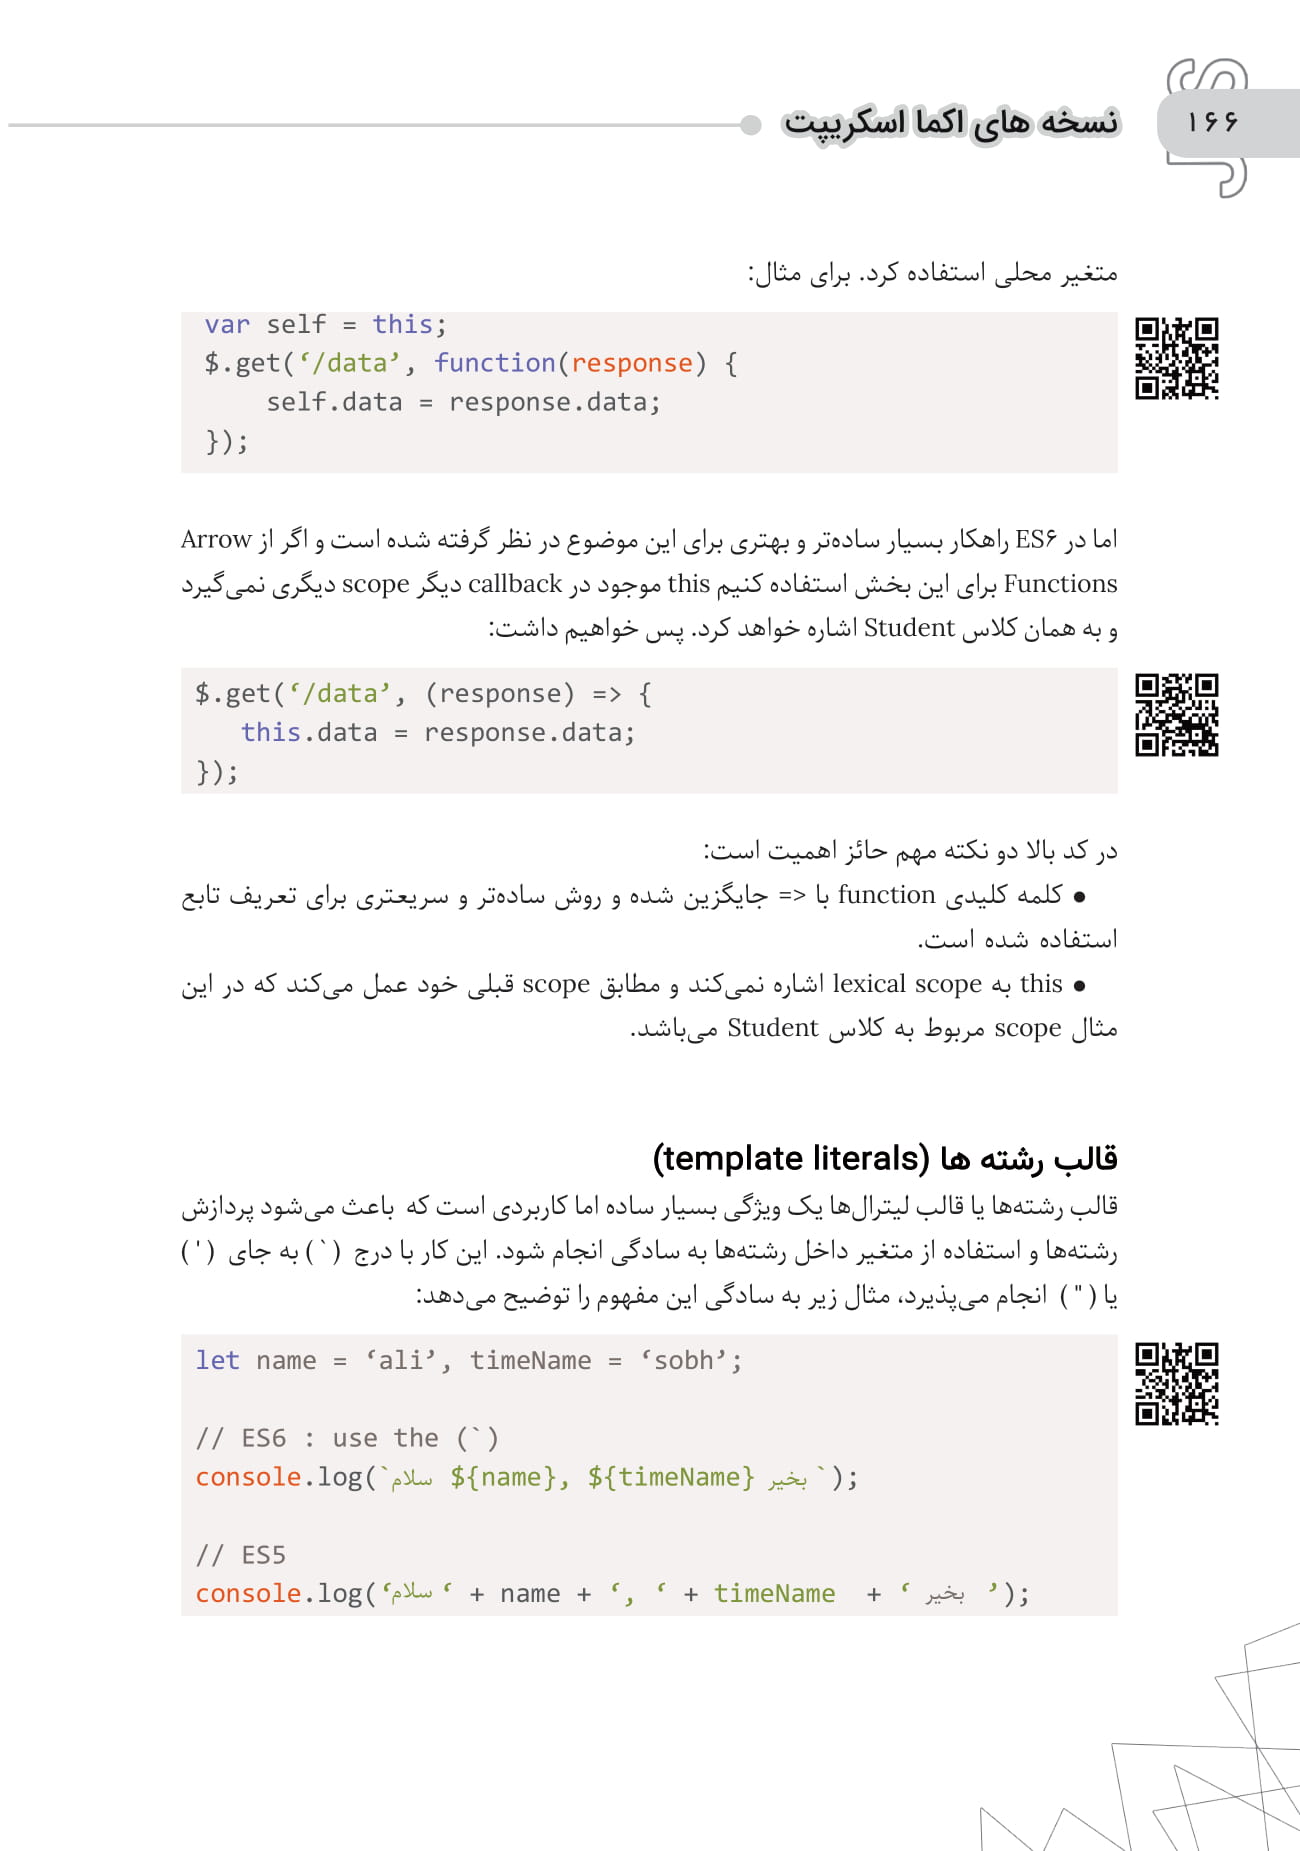 ۱۶۶
نسخه های اکما اسکریپت
متغیر محلی استفاده کرد. برای مثال:
var self = this;
$.get(‘/data’, function(response) {
    self.data = response.data;
});
اما در ES۶ راهکار بسیار ساده‌تر و بهتری برای این موضوع در نظر گرفته شده است و اگر از Arrow
Functions برای این بخش استفاده کنیم this موجود در callback دیگر scope دیگری نمی‌گیرد
و به همان کلاس Student اشاره خواهد کرد. پس خواهیم داشت:
$.get(‘/data’, (response) => {
   this.data = response.data;
});
در کد بالا دو نکته مهم حائز اهمیت است:
● کلمه کلیدی function با <= جایگزین شده و روش ساده‌تر و سریعتری برای تعریف تابع
استفاده شده است.
● this به lexical scope اشاره نمی‌کند و مطابق scope قبلی خود عمل می‌کند که در این
مثال scope مربوط به کلاس Student می‌باشد.
قالب رشته ها (template literals)
قالب رشته‌ها یا قالب لیترال‌ها یک ویژگی بسیار ساده اما کاربردی است که باعث می‌شود پردازش
رشته‌ها و استفاده از متغیر داخل رشته‌ها به سادگی انجام شود. این کار با درج (`) به جای (')
یا (") انجام می‌پذیرد، مثال زیر به سادگی این مفهوم را توضیح می‌دهد:
let name = ‘ali’, timeName = ‘sobh’;
// ES6 : use the (`)
console.log(`سلام ${name}, ${timeName} بخیر `);
// ES5
console.log(‘سلام ‘ + name + ‘, ‘ + timeName  + ‘ بخیر ’);